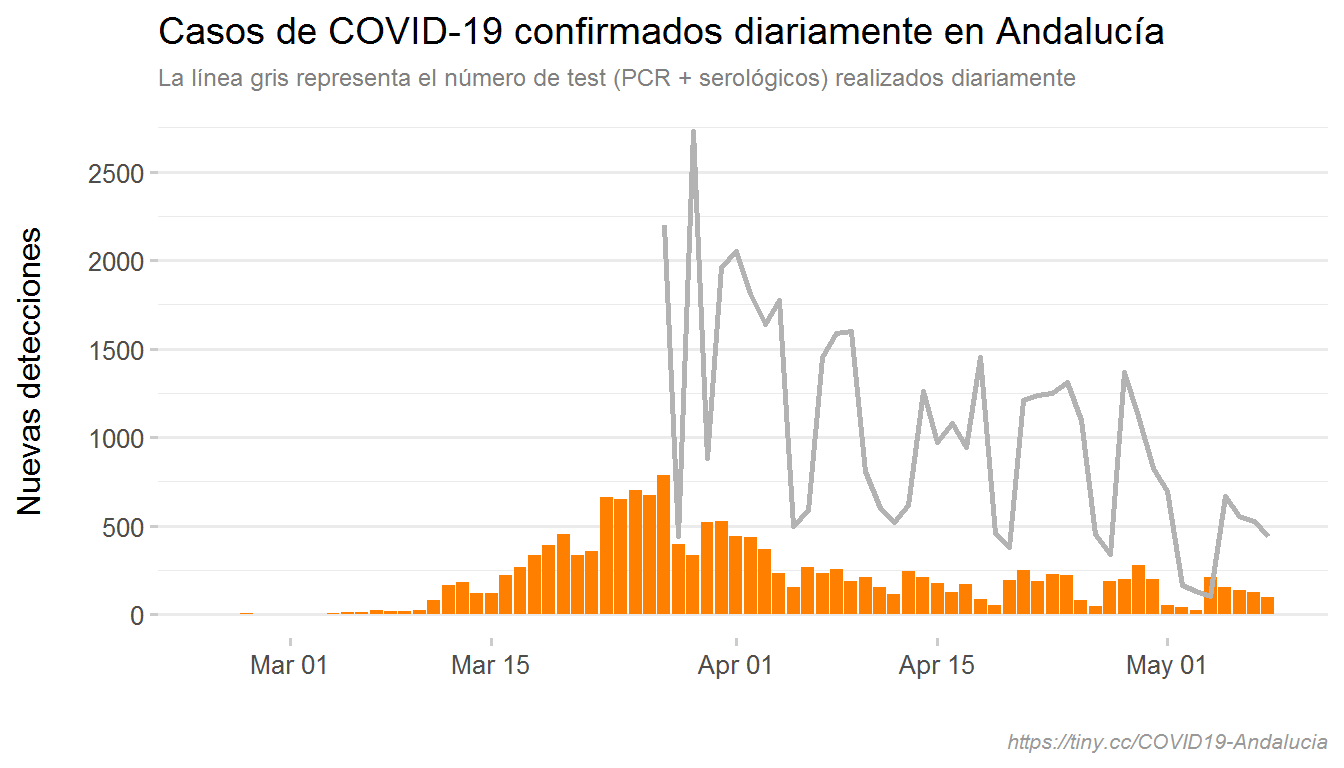 Casos de COVID-19 confirmados diariamente en Andalucía
La línea gris representa el número de test (PCR + serológicos) realizados diariamente
Nuevas detecciones
2500
2000
1500
1000
500
0
Mar 01 Mar 15 Apr 01 Apr 15 May 01
https://tiny.cc/COVID19-Andalucia